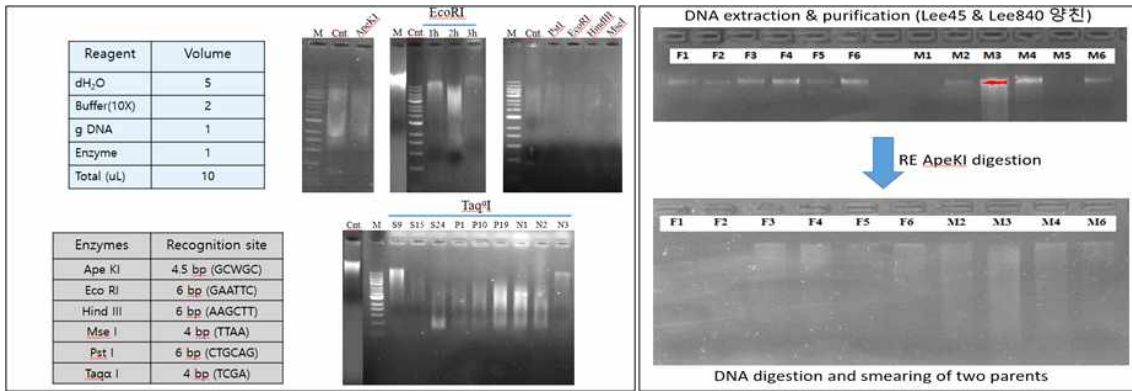 Reagent Volume
dH₂O 5
Buffer(10X) 2
g DNA 1
Enzyme 1
Total (uL) 10
M Cnt. ApeKI
EcoRI
M Cnt. 1h 2h 3h
M Cnt. PstI EcoRI HindIII MseI
Enzymes Recognition site
Ape KI 4.5 bp (GCWGC)
Eco RI 6 bp (GAATTC)
Hind III 6 bp (AAGCTT)
Mse I 4 bp (TTAA)
Pst I 6 bp (CTGCAG)
Taqα I 4 bp (TCGA)
TaqᵅI
Cnt. M S9 S15 S24 P1 P10 P19 N1 N2 N3
DNA extraction & purification (Lee45 & Lee840 양친)
F1 F2 F3 F4 F5 F6 M1 M2 M3 M4 M5 M6
RE ApeKI digestion
F1 F2 F3 F4 F5 F6 M2 M3 M4 M6
DNA digestion and smearing of two parents